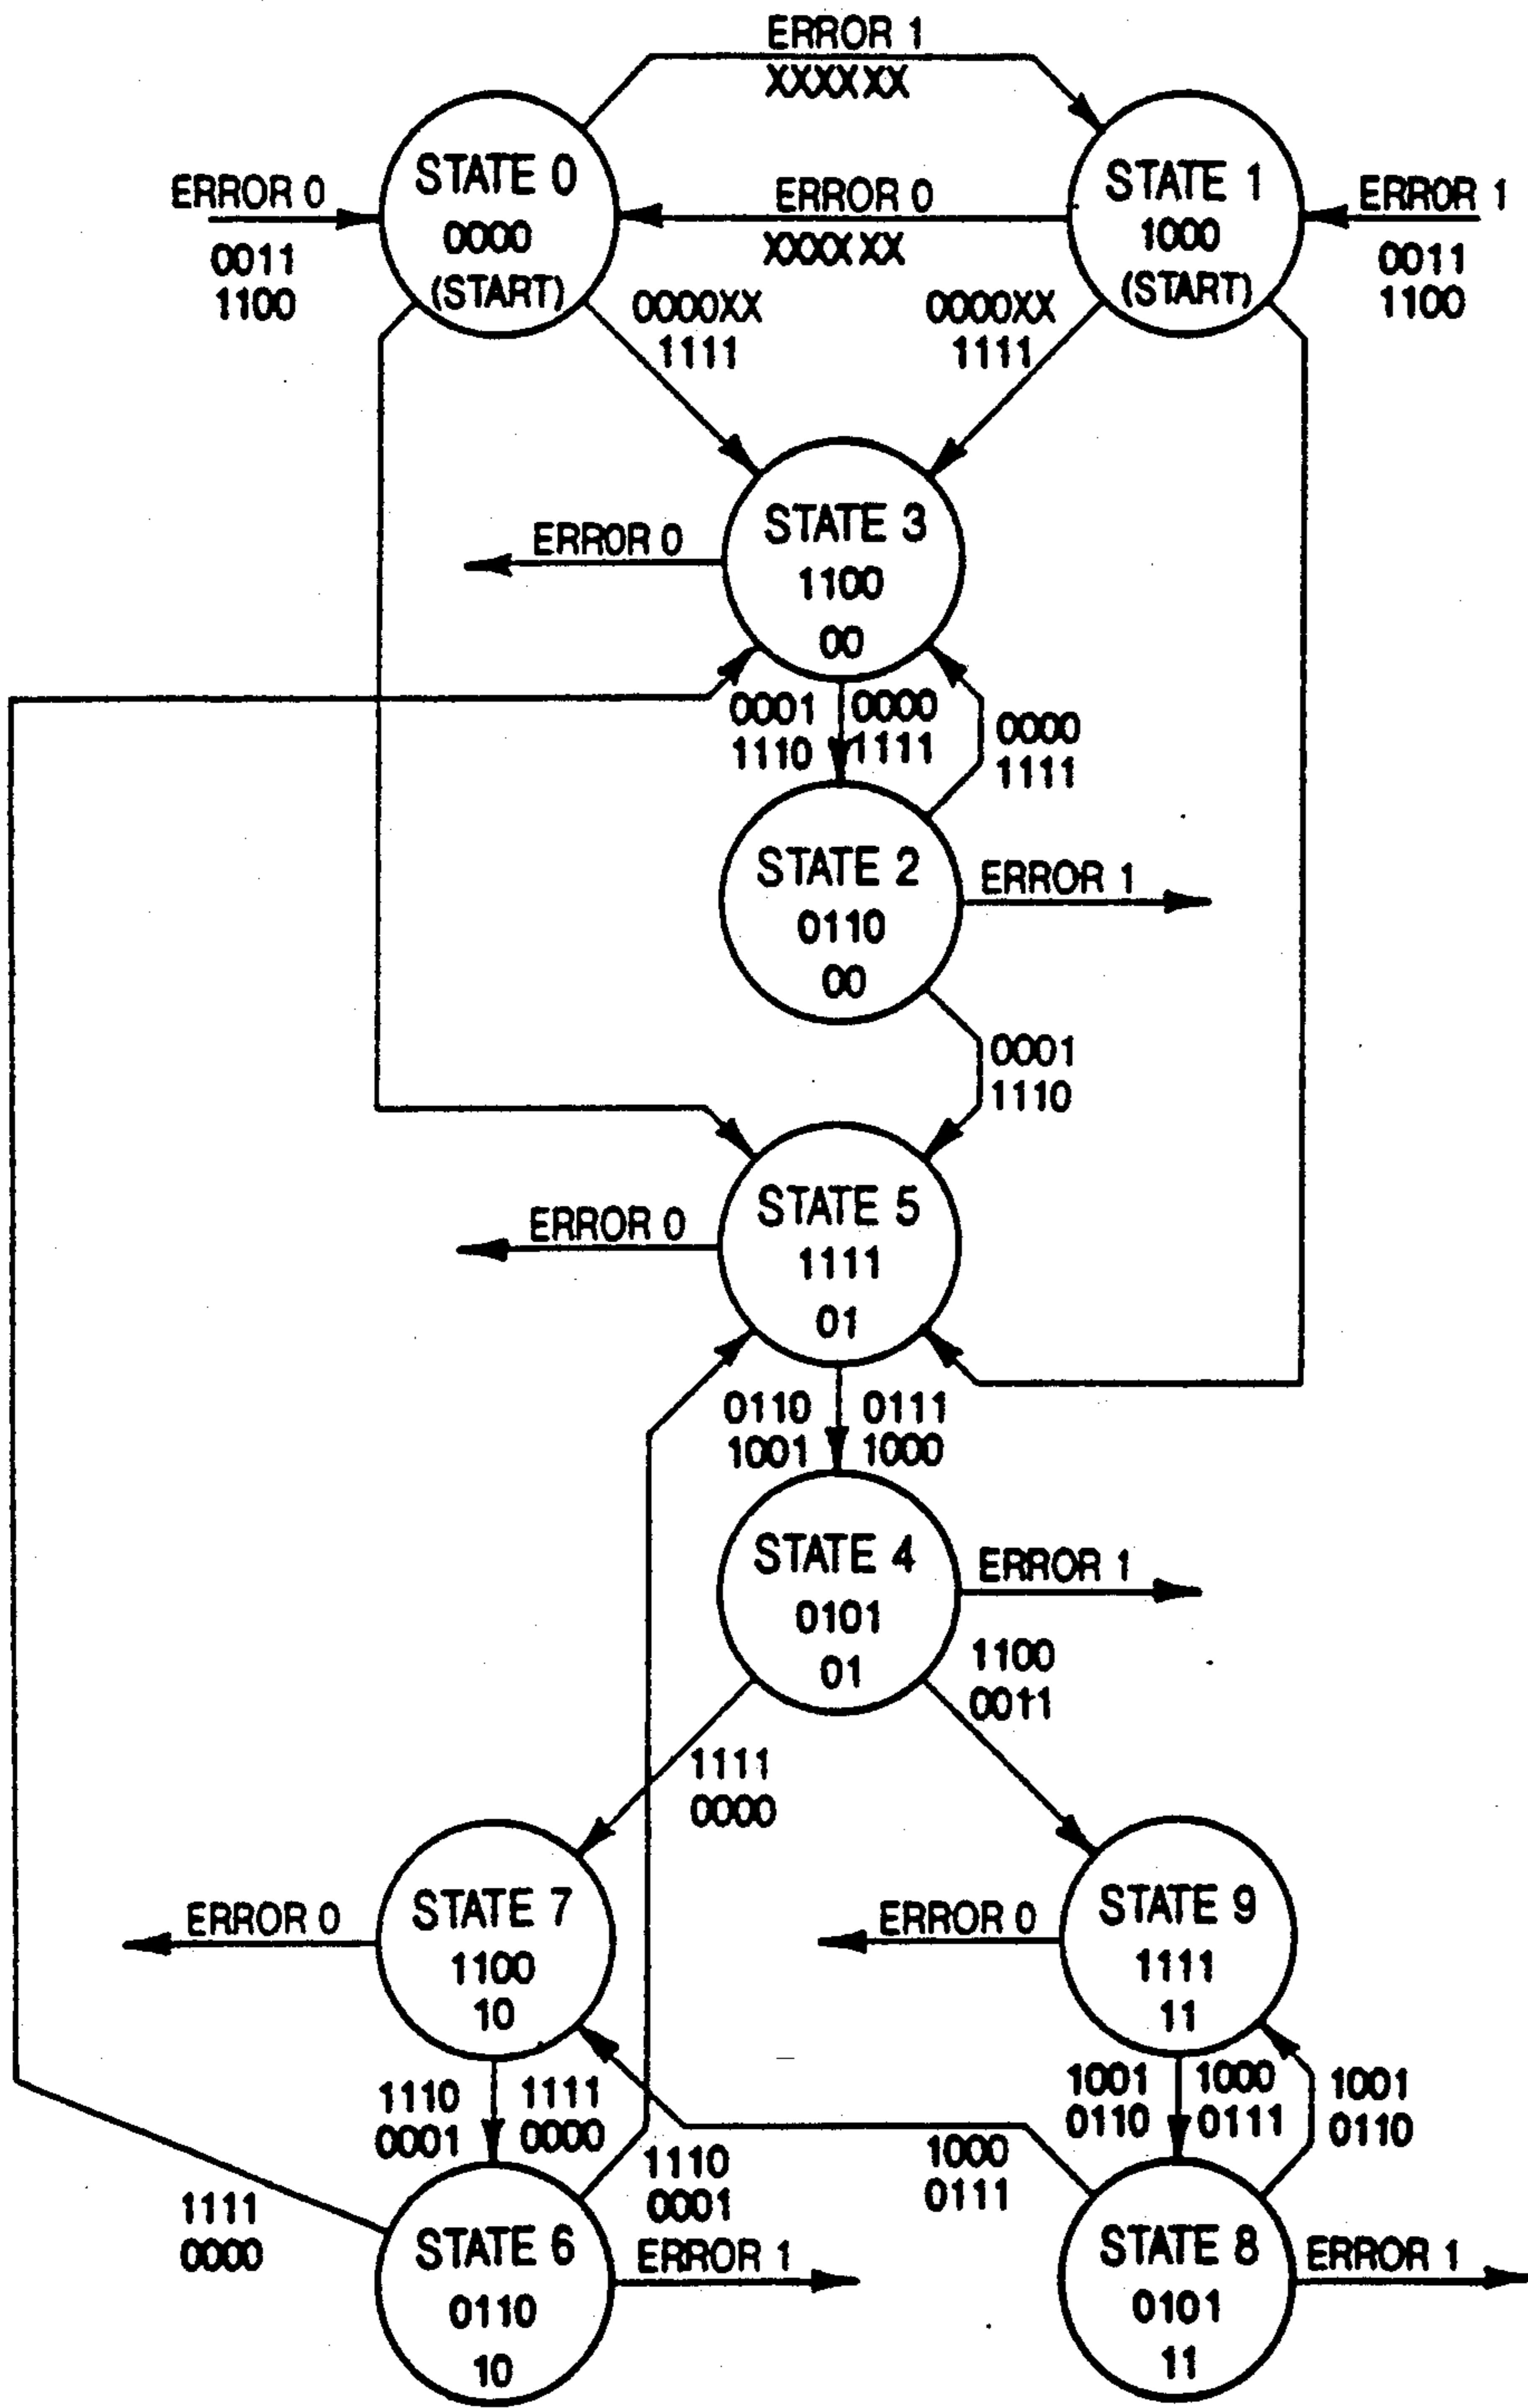 ERROR 1
XXXXXX
STATE 0
0000
(START)
STATE 1
1000
(START)
ERROR 0
0011
1100
ERROR 0
XXXXXX
ERROR 1
0011
1100
0000XX
1111
0000XX
1111
STATE 3
1100
00
ERROR 0
0001
1110
0000
1111
0000
1111
STATE 2
0110
00
ERROR 1
0001
1110
STATE 5
1111
01
ERROR 0
0110
1001
0111
1000
STATE 4
0101
01
ERROR 1
1100
0011
1111
0000
STATE 7
1100
10
ERROR 0
STATE 9
1111
11
ERROR 0
1110
0001
1111
0000
1001
0110
1000
0111
1001
0110
1110
0001
1000
0111
1111
0000
STATE 6
0110
10
ERROR 1
STATE 8
0101
11
ERROR 1